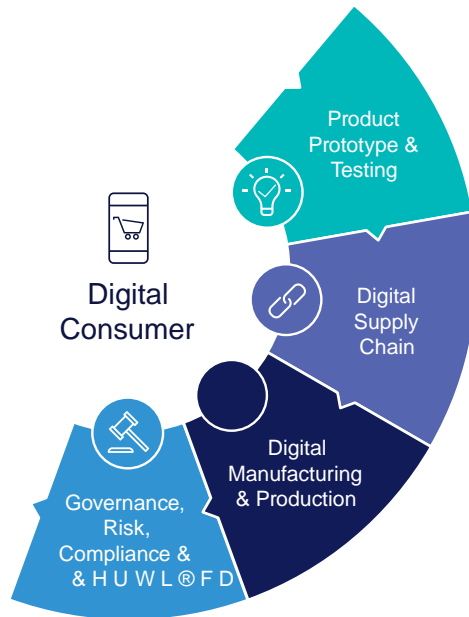 Product
Prototype &
Testing
Digital
Consumer
Digital
Supply
Chain
Digital
Manufacturing
& Production
Governance,
Risk,
Compliance &
& H U W L ® F D